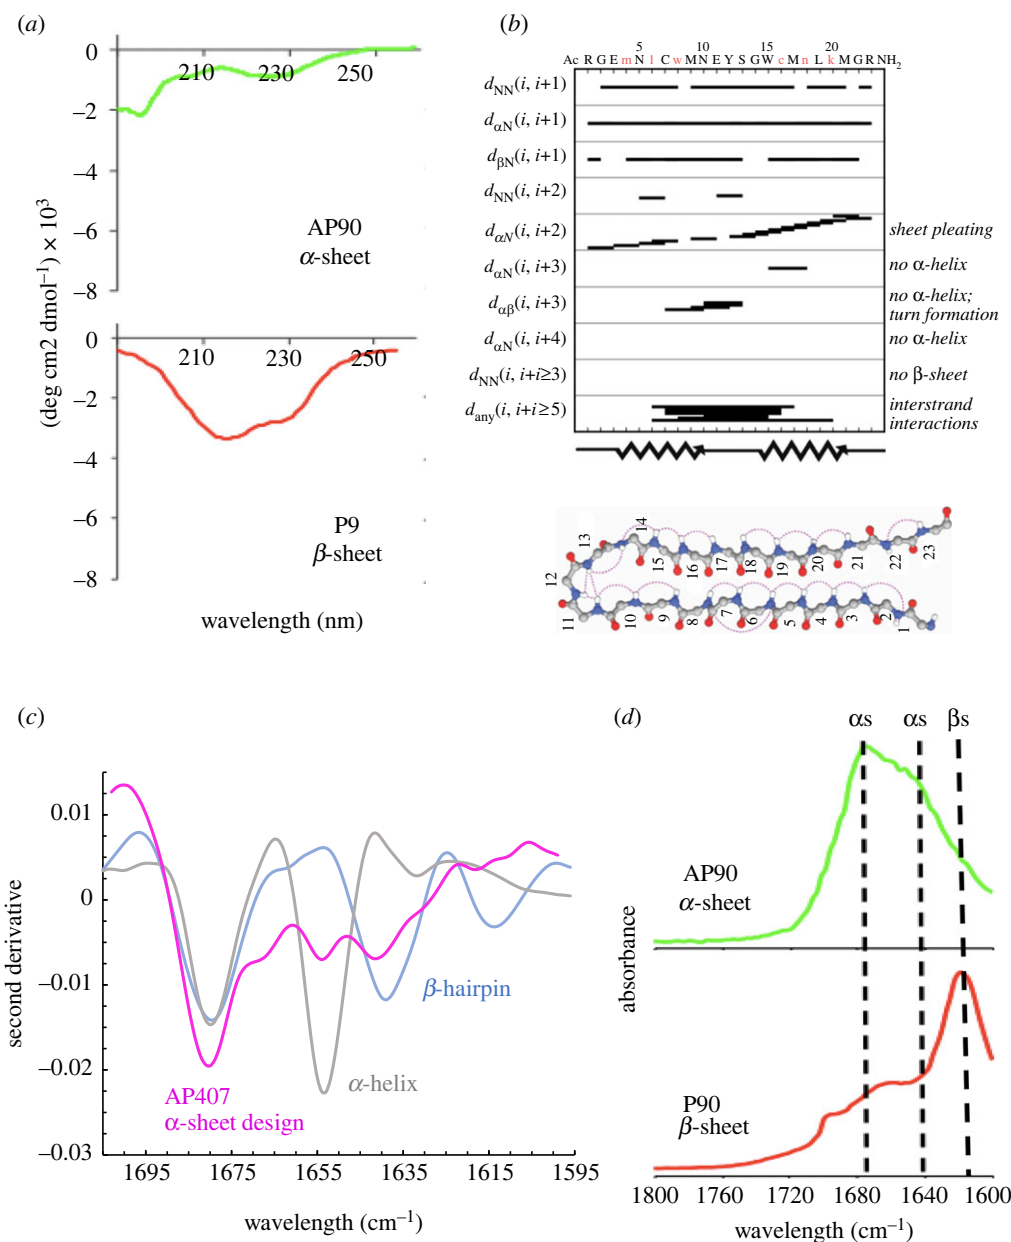 (a)
0
210
230
250
−2
−4
−6
−8
AP90
α-sheet
(deg cm2 dmol−1) × 10³
0
210
230
250
−2
−4
−6
−8
P9
β-sheet
wavelength (nm)
(b)
5 10 15 20
Ac R G E m N l C w M N E Y S G W c M n L k M G R NH2
dNN(i, i+1)
dαN(i, i+1)
dβN(i, i+1)
dNN(i, i+2)
dαN(i, i+2)
sheet pleating
dαN(i, i+3)
no α-helix
dαβ(i, i+3)
no α-helix;
turn formation
dαN(i, i+4)
no α-helix
dNN(i, i+i≥3)
no β-sheet
dany(i, i+i≥5)
interstrand
interactions
13 14 15 16 17 18 19 20 21 22 23
12
11 10 9 8 7 6 5 4 3 2 1
(c)
0.01
0
−0.01
−0.02
−0.03
second derivative
β-hairpin
α-helix
AP407
α-sheet design
1695 1675 1655 1635 1615 1595
wavelength (cm−1)
(d)
αs αs βs
AP90
α-sheet
absorbance
P90
β-sheet
1800 1760 1720 1680 1640 1600
wavelength (cm−1)